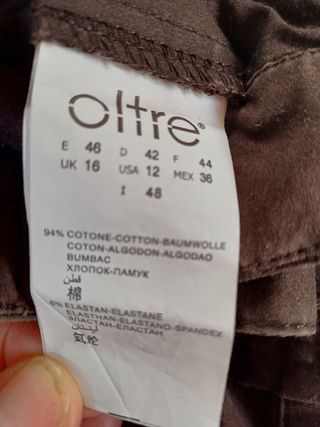 oltre®
E 46 D 42 F 44
UK 16 USA 12 MEX 36
I 48
94% COTONE-COTTON-BAUMWOLLE
COTON-ALGODON-ALGODAO
BUMBAC
ХЛОПОК-ПАМУК
قطن
棉
6% ELASTAN-ELASTANE
ELASTHAN-ELASTANO-SPANDEX
ЭЛАСТАН-ЕЛАСТАН
氨纶